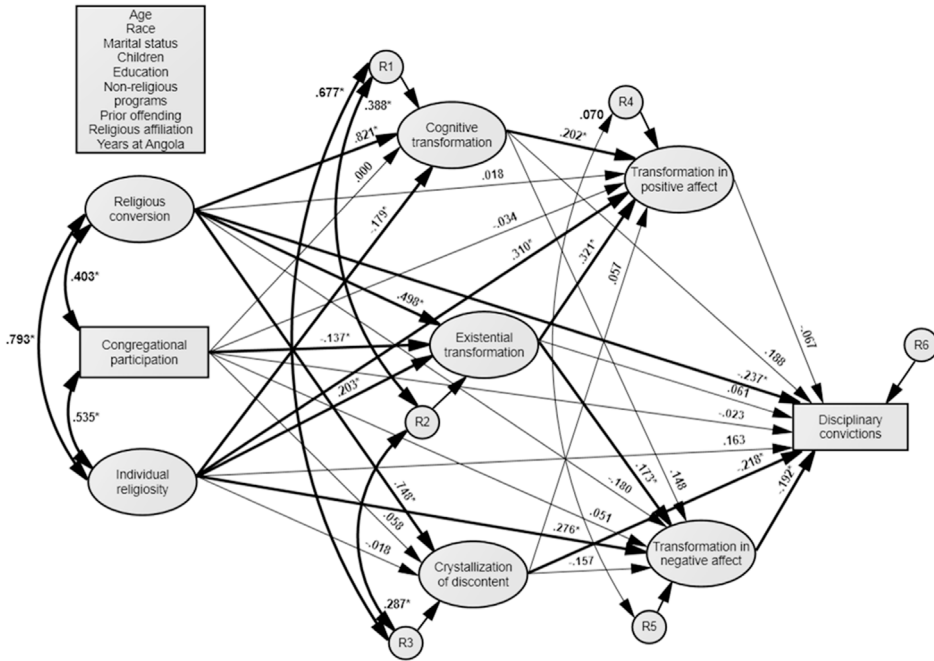 Age
Race
Marital status
Children
Education
Non-religious
programs
Prior offending
Religious affiliation
Years at Angola
R1
.677*
.388*
R4
.070
Cognitive
transformation
.821*
.202*
.000
.018
Transformation in
positive affect
Religious
conversion
-.179*
-.034
.310*
.321*
.057
.403*
.498*
Existential
transformation
-.137*
Congregational
participation
.793*
-.067
.188
-.237*
R6
.061
.203*
-.023
Disciplinary
convictions
.535*
R2
.163
Individual
religiosity
.748*
-.180
.173*
.148
-.218*
-.192*
.058
.051
.276*
-.018
Crystallization
of discontent
-.157
Transformation in
negative affect
.287*
R3
R5